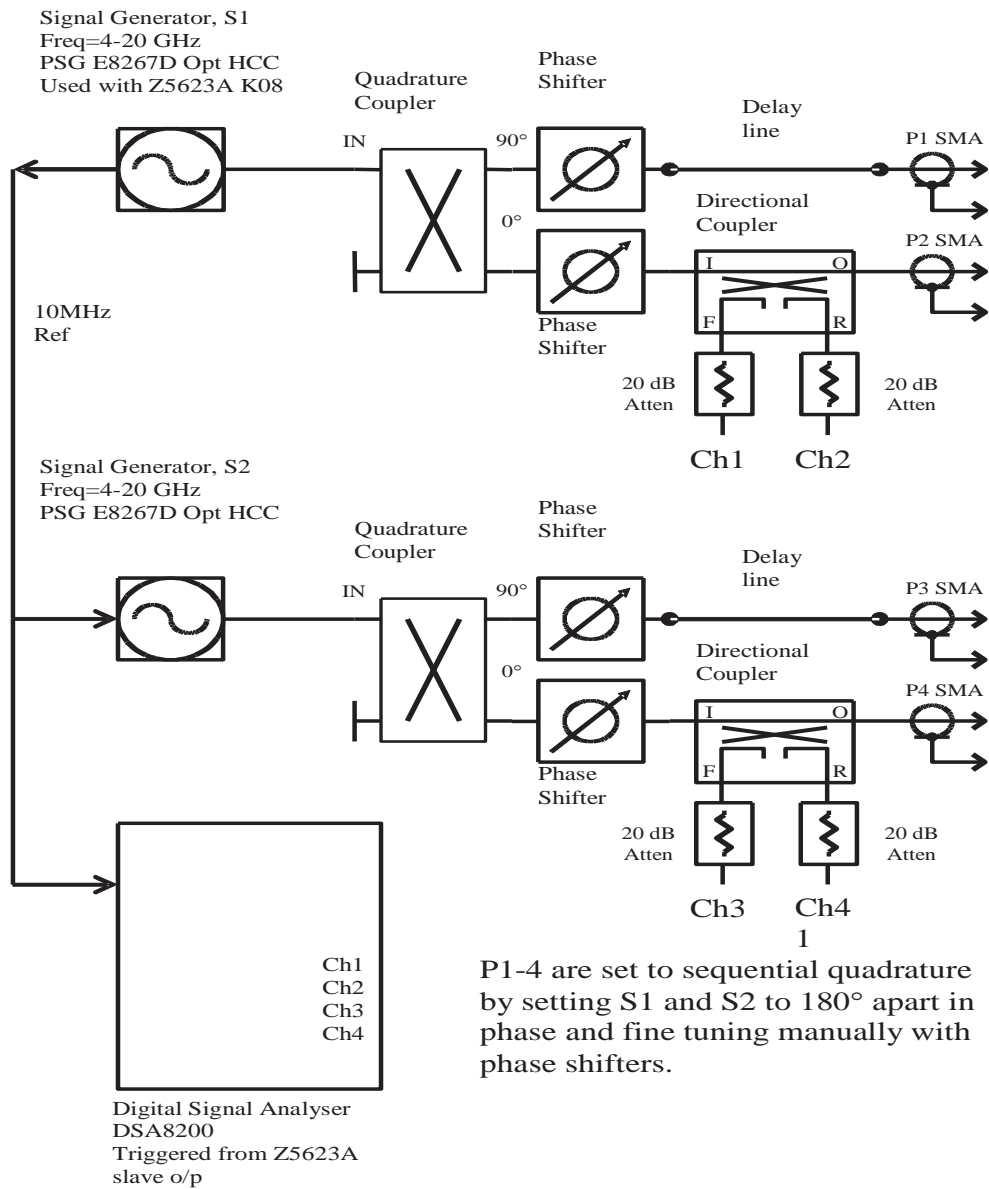 Signal Generator, S1
Freq=4-20 GHz
PSG E8267D Opt HCC
Used with Z5623A K08
Quadrature
Coupler
Phase
Shifter
Delay
line
IN
90°
0°
P1 SMA
Directional
Coupler
P2 SMA
I
O
F
R
Phase
Shifter
10MHz
Ref
20 dB
Atten
20 dB
Atten
Ch1
Ch2
Signal Generator, S2
Freq=4-20 GHz
PSG E8267D Opt HCC
Quadrature
Coupler
Phase
Shifter
Delay
line
IN
90°
0°
P3 SMA
Directional
Coupler
P4 SMA
I
O
F
R
Phase
Shifter
20 dB
Atten
20 dB
Atten
Ch3
Ch4
1
Ch1
Ch2
Ch3
Ch4
P1-4 are set to sequential quadrature
by setting S1 and S2 to 180° apart in
phase and fine tuning manually with
phase shifters.
Digital Signal Analyser
DSA8200
Triggered from Z5623A
slave o/p